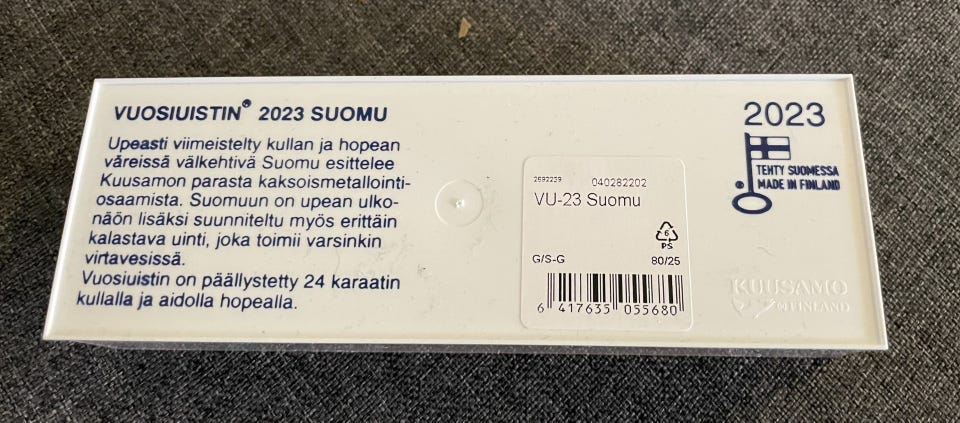 VUOSIUISTIN® 2023 SUOMU
Upeasti viimeistelty kullan ja hopean
väreissä välkehtivä Suomu esittelee
Kuusamon parasta kaksoismetallointi-
osaamista. Suomuun on upean ulko-
näön lisäksi suunniteltu myös erittäin
kalastava uinti, joka toimii varsinkin
virtavesissä.
Vuosiuistin on päällystetty 24 karaatin
kullalla ja aidolla hopealla.
2692229 040282202
VU-23 Suomu
6
PS
G/S-G 80/25
6 417635 055680
2023
TEHTY SUOMESSA
® MADE IN FINLAND
KUUSAMO
OF FINLAND